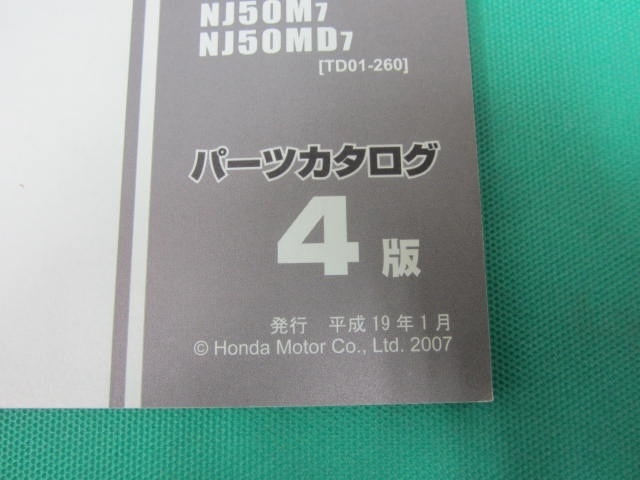 NJ50M7
NJ50MD7
[TD01-260]
パーツカタログ
4版
発行 平成19年1月
© Honda Motor Co., Ltd. 2007